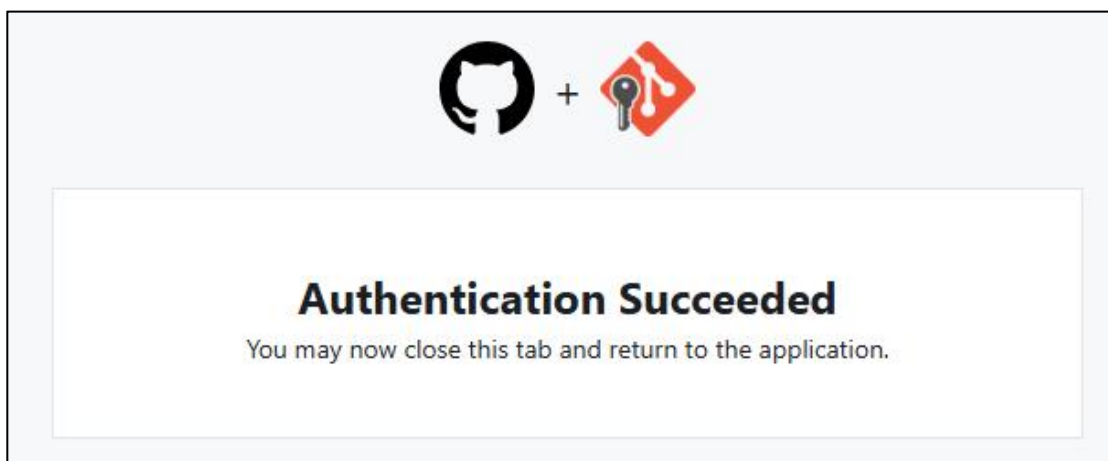 +
Authentication Succeeded
You may now close this tab and return to the application.